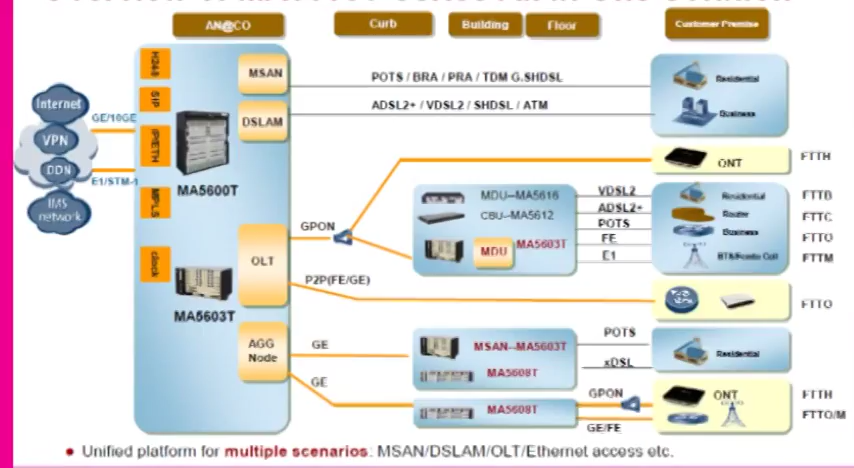 AN@CO
Curb
Building
Floor
Customer Premise
H248
SIP
IP/ETH
MPLS
clock
Internet
VPN
DDN
IMS
network
GE/10GE
E1/STM-1
MA5600T
MA5603T
MSAN
DSLAM
OLT
AGG
Node
POTS / BRA / PRA / TDM G.SHDSL
ADSL2+ / VDSL2 / SHDSL / ATM
Residential
Business
GPON
P2P(FE/GE)
ONT
FTTH
MDU--MA5616
CBU--MA5612
MDU
MA5603T
VDSL2
ADSL2+
POTS
FE
E1
Residential
Router
Business
FTTB
FTTC
FTTO
FTTM
FTTO
GE
GE
MSAN--MA5603T
MA5608T
POTS
xDSL
Residential
MA5608T
GPON
GE/FE
ONT
FTTH
FTTO/M
• Unified platform for multiple scenarios: MSAN/DSLAM/OLT/Ethernet access etc.